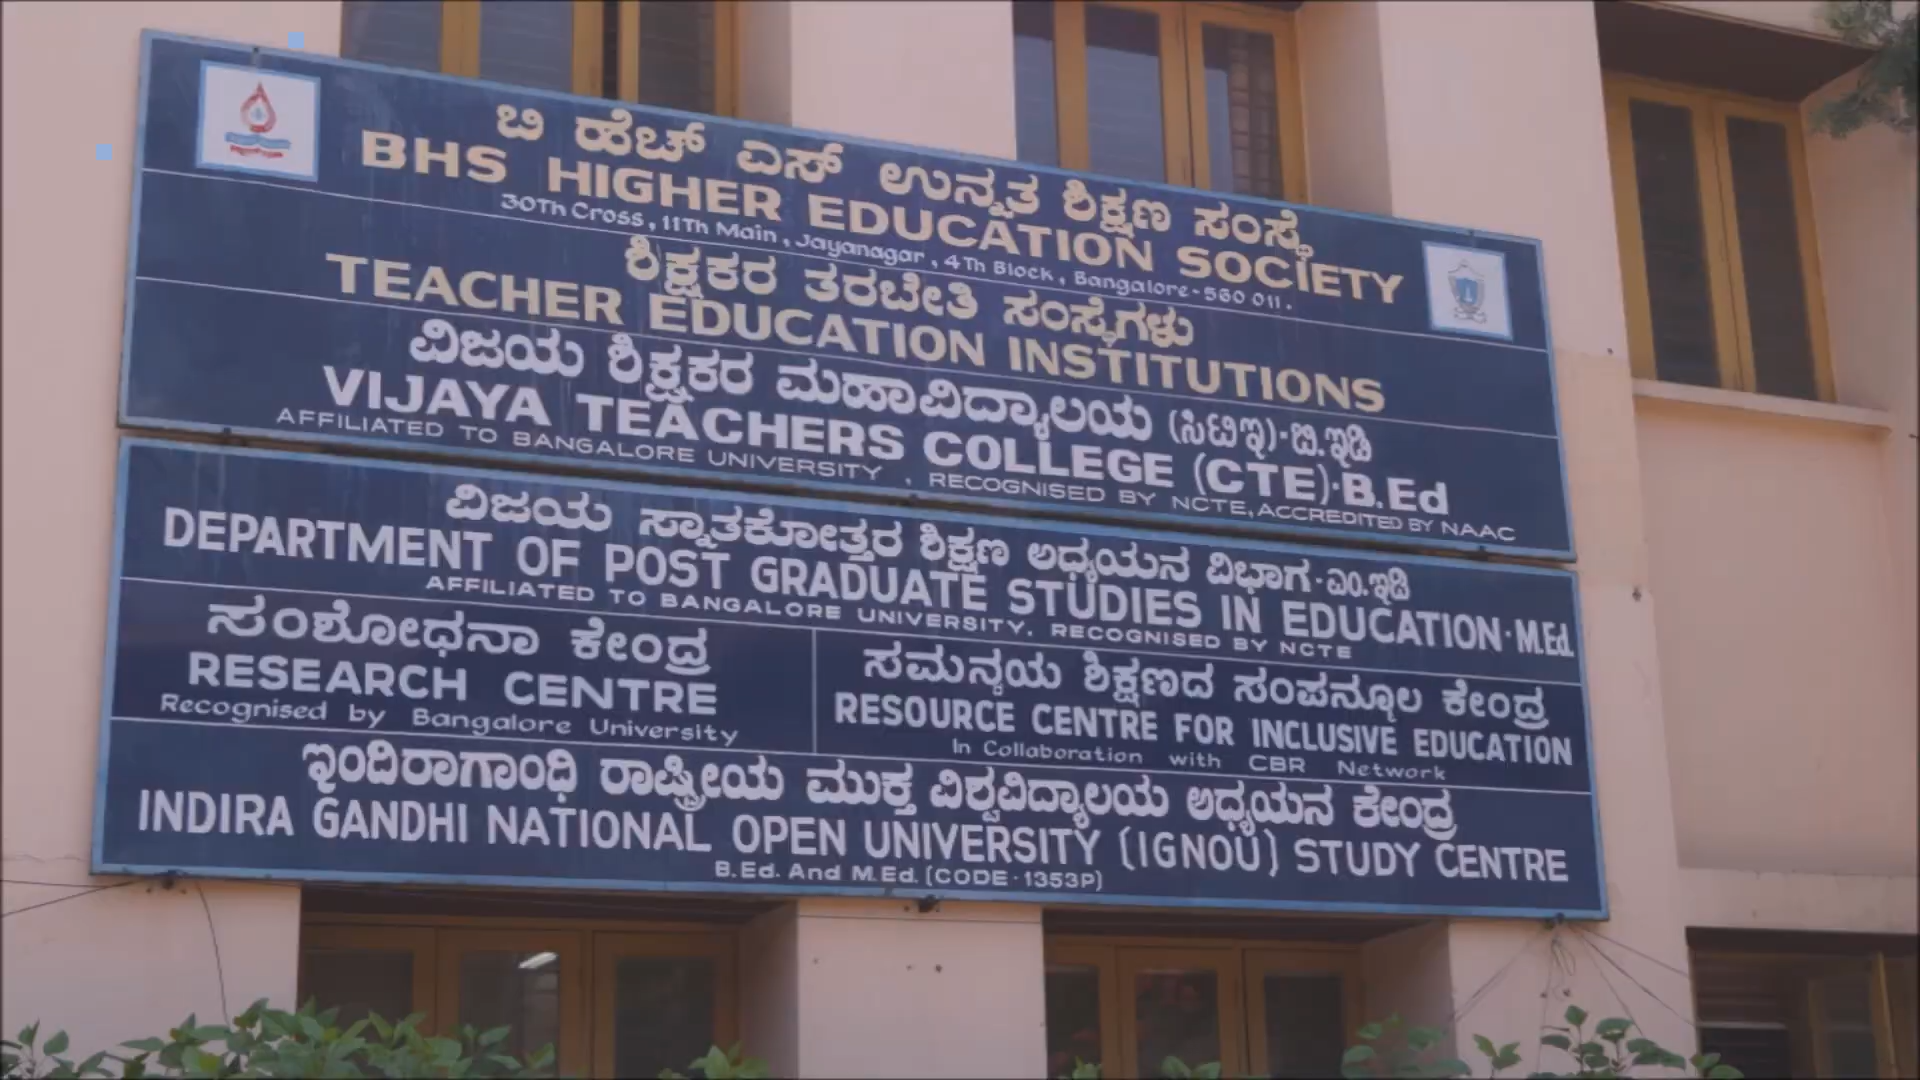 ಬಿ ಹೆಚ್ ಎಸ್ ಉನ್ನತ ಶಿಕ್ಷಣ ಸಂಸ್ಥೆ
BHS HIGHER EDUCATION SOCIETY
30Th Cross, 11Th Main, Jayanagar, 4Th Block, Bangalore-560 011.
ಶಿಕ್ಷಕರ ತರಬೇತಿ ಸಂಸ್ಥೆಗಳು
TEACHER EDUCATION INSTITUTIONS
ವಿಜಯ ಶಿಕ್ಷಕರ ಮಹಾವಿದ್ಯಾಲಯ (ಸಿಟಿಇ)·ಬಿ.ಇಡಿ
VIJAYA TEACHERS COLLEGE (CTE)·B.Ed
AFFILIATED TO BANGALORE UNIVERSITY, RECOGNISED BY NCTE, ACCREDITED BY NAAC
ವಿಜಯ ಸ್ನಾತಕೋತ್ತರ ಶಿಕ್ಷಣ ಅಧ್ಯಯನ ವಿಭಾಗ·ಎಂ.ಇಡಿ
DEPARTMENT OF POST GRADUATE STUDIES IN EDUCATION·M.Ed.
AFFILIATED TO BANGALORE UNIVERSITY. RECOGNISED BY NCTE
ಸಂಶೋಧನಾ ಕೇಂದ್ರ
RESEARCH CENTRE
Recognised by Bangalore University
ಸಮನ್ವಯ ಶಿಕ್ಷಣದ ಸಂಪನ್ಮೂಲ ಕೇಂದ್ರ
RESOURCE CENTRE FOR INCLUSIVE EDUCATION
In Collaboration with CBR Network
ಇಂದಿರಾಗಾಂಧಿ ರಾಷ್ಟ್ರೀಯ ಮುಕ್ತ ವಿಶ್ವವಿದ್ಯಾಲಯ ಅಧ್ಯಯನ ಕೇಂದ್ರ
INDIRA GANDHI NATIONAL OPEN UNIVERSITY (IGNOU) STUDY CENTRE
B.Ed. And M.Ed. (CODE-1353P)